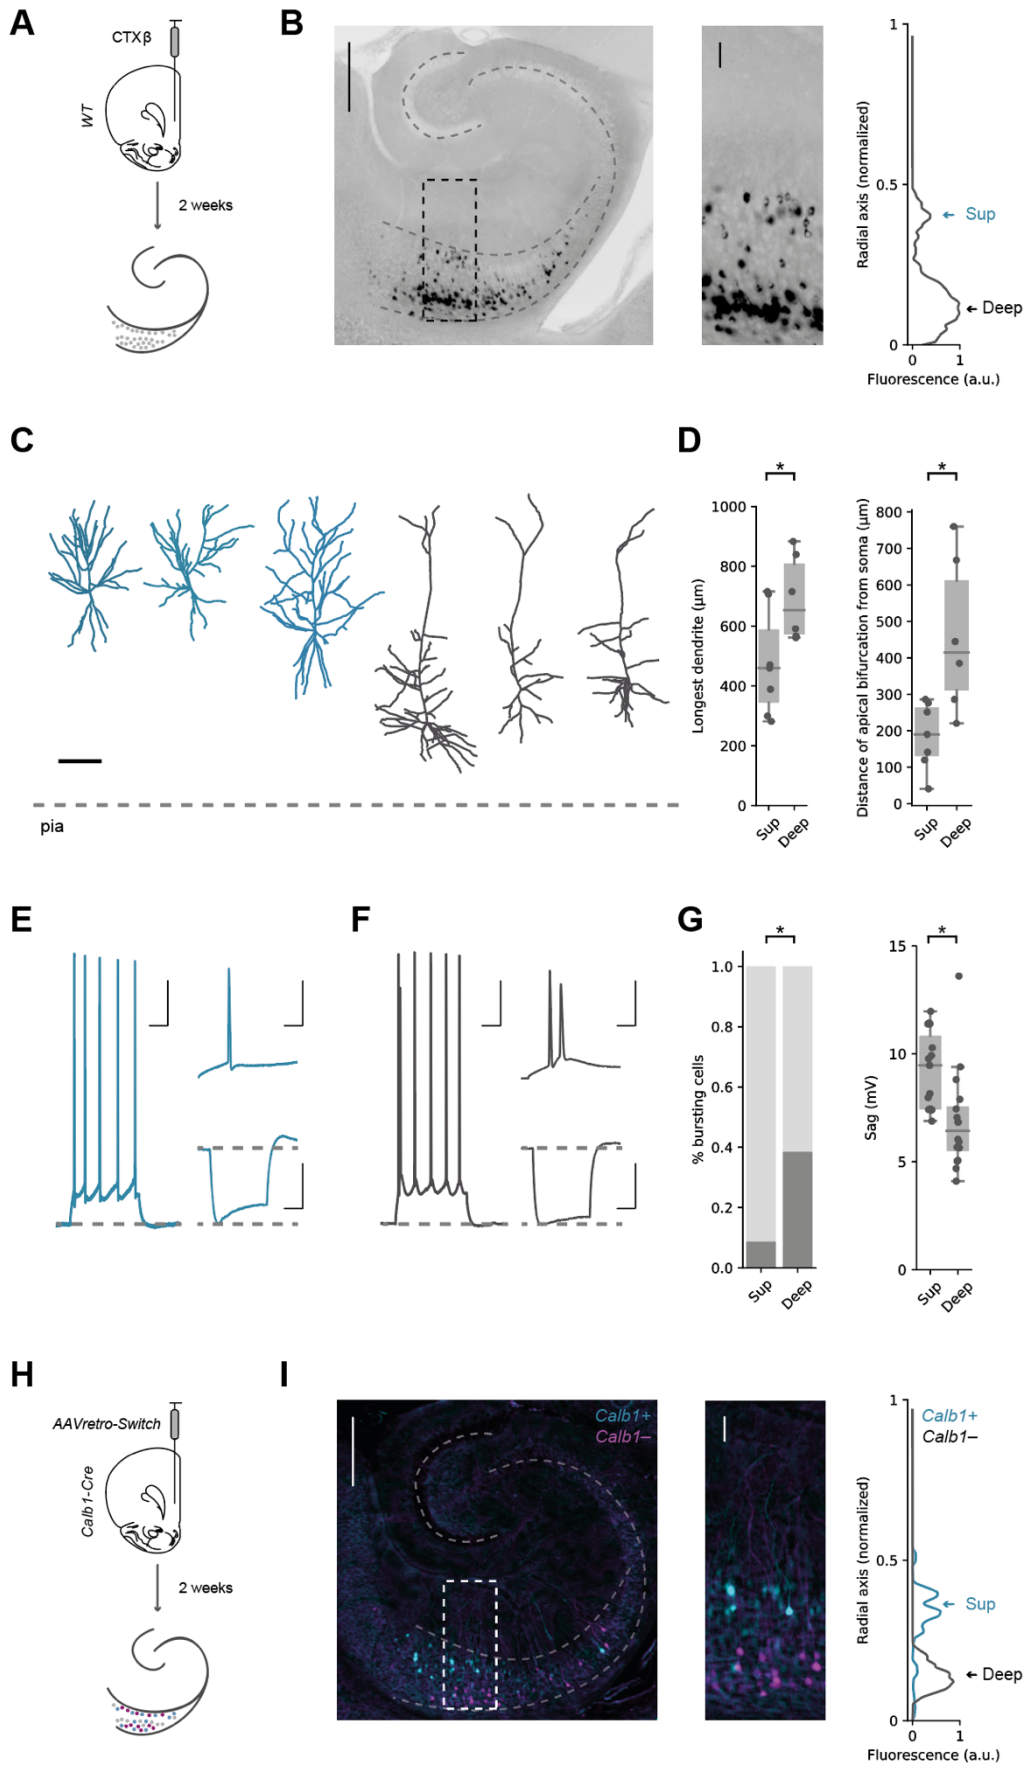 A
CTXβ
WT
2 weeks
B
Radial axis (normalized)
1
0.5
0
← Sup
← Deep
0 1
Fluorescence (a.u.)
C
pia
D
*
Longest dendrite (µm)
1000
800
600
400
200
0
Sup Deep
*
Distance of apical bifurcation from soma (µm)
800
700
600
500
400
300
200
100
0
Sup Deep
E
F
G
*
% bursting cells
1.0
0.8
0.6
0.4
0.2
0.0
Sup Deep
*
Sag (mV)
15
10
5
0
Sup Deep
H
AAVretro-Switch
Calb1-Cre
2 weeks
I
Calb1+
Calb1–
Radial axis (normalized)
1
Calb1+
Calb1–
0.5
← Sup
← Deep
0
0 1
Fluorescence (a.u.)